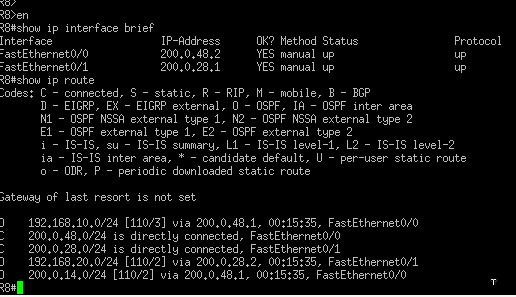 R8>
R8>en
R8#show ip interface brief
Interface IP-Address OK? Method Status Protocol
FastEthernet0/0 200.0.48.2 YES manual up up
FastEthernet0/1 200.0.28.1 YES manual up up
R8#show ip route
Codes: C - connected, S - static, R - RIP, M - mobile, B - BGP
D - EIGRP, EX - EIGRP external, O - OSPF, IA - OSPF inter area
N1 - OSPF NSSA external type 1, N2 - OSPF NSSA external type 2
E1 - OSPF external type 1, E2 - OSPF external type 2
i - IS-IS, su - IS-IS summary, L1 - IS-IS level-1, L2 - IS-IS level-2
ia - IS-IS inter area, * - candidate default, U - per-user static route
o - ODR, P - periodic downloaded static route
Gateway of last resort is not set
O 192.168.10.0/24 [110/3] via 200.0.48.1, 00:15:35, FastEthernet0/0
C 200.0.48.0/24 is directly connected, FastEthernet0/0
C 200.0.28.0/24 is directly connected, FastEthernet0/1
O 192.168.20.0/24 [110/2] via 200.0.28.2, 00:15:35, FastEthernet0/1
O 200.0.14.0/24 [110/2] via 200.0.48.1, 00:15:35, FastEthernet0/0
R8#